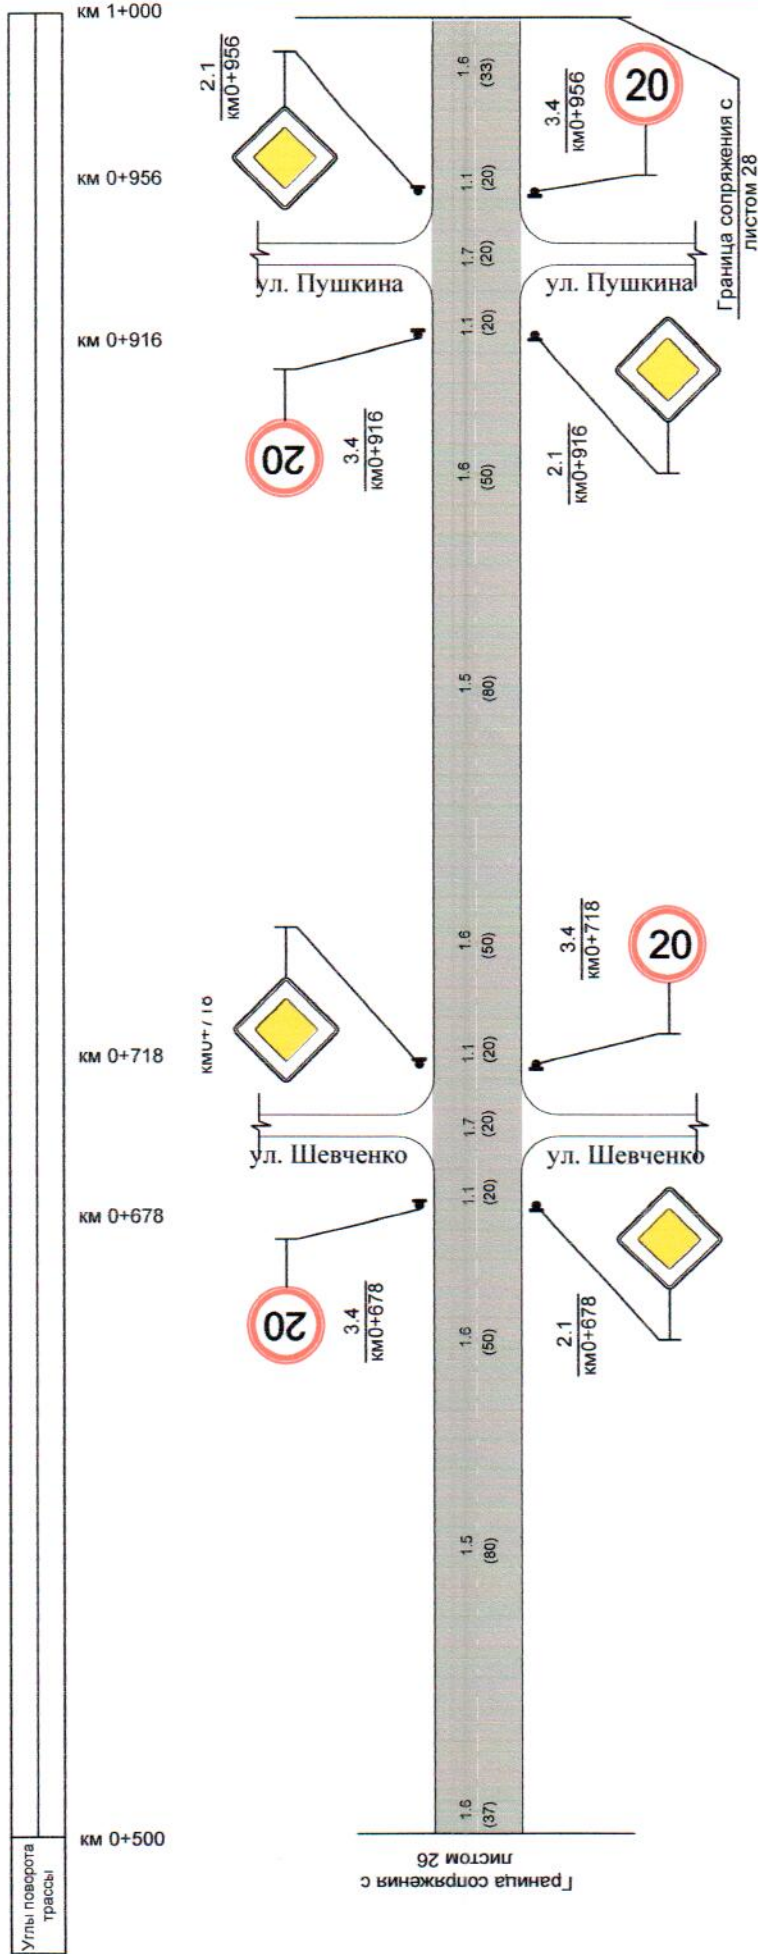 км 1+000
2.1
км0+956
1.6
(33)
20
3.4
км0+956
Граница сопряжения с
листом 28
км 0+956
1.1
(20)
1.7
(20)
ул. Пушкина
ул. Пушкина
км 0+916
1.1
(20)
20
3.4
км0+916
1.6
(50)
2.1
км0+916
1.5
(80)
1.6
(50)
3.4
км0+718
20
км 0+718
1.1
(20)
1.7
(20)
ул. Шевченко
ул. Шевченко
км 0+678
1.1
(20)
20
3.4
км0+678
1.6
(50)
2.1
км0+678
1.5
(80)
1.6
(37)
км 0+500
Углы поворота
трассы
Граница сопряжения с
листом 26